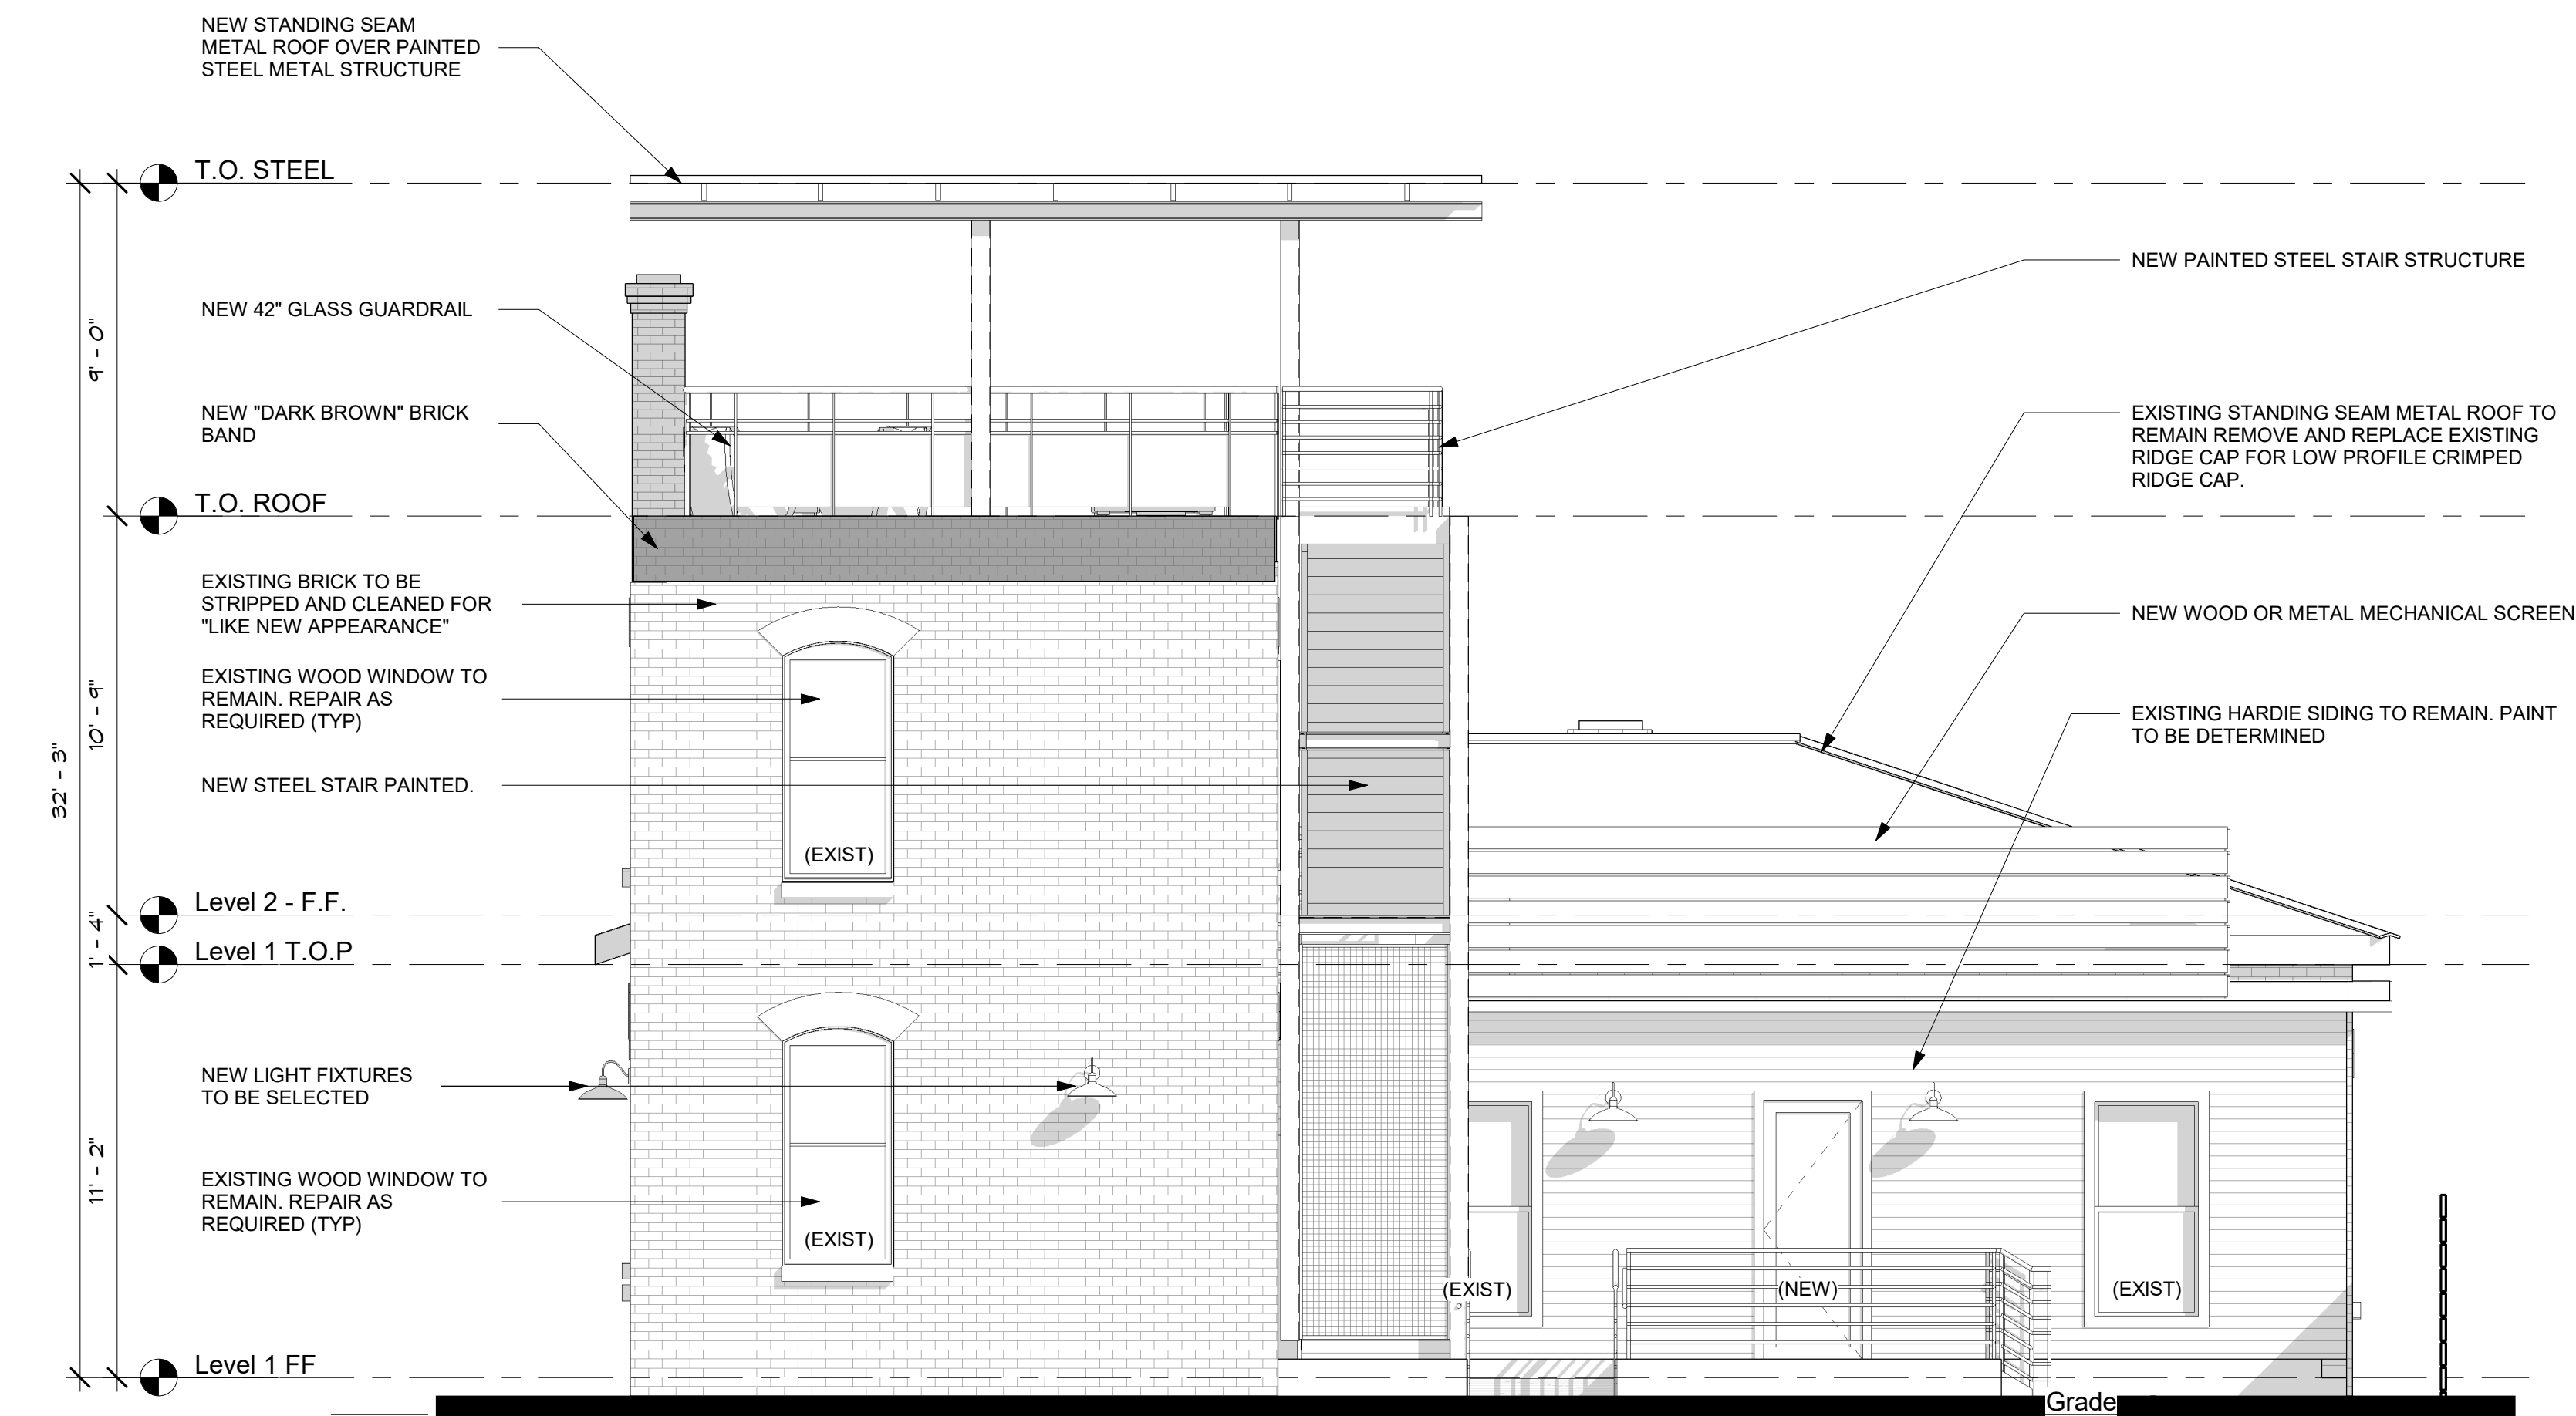 NEW STANDING SEAM
METAL ROOF OVER PAINTED
STEEL METAL STRUCTURE
T.O. STEEL
NEW PAINTED STEEL STAIR STRUCTURE
NEW 42" GLASS GUARDRAIL
9' - 0"
NEW "DARK BROWN" BRICK
BAND
EXISTING STANDING SEAM METAL ROOF TO
REMAIN REMOVE AND REPLACE EXISTING
RIDGE CAP FOR LOW PROFILE CRIMPED
RIDGE CAP.
T.O. ROOF
EXISTING BRICK TO BE
STRIPPED AND CLEANED FOR
"LIKE NEW APPEARANCE"
NEW WOOD OR METAL MECHANICAL SCREEN
EXISTING WOOD WINDOW TO
REMAIN. REPAIR AS
REQUIRED (TYP)
10' - 9"
EXISTING HARDIE SIDING TO REMAIN. PAINT
TO BE DETERMINED
32' - 3"
NEW STEEL STAIR PAINTED.
(EXIST)
Level 2 - F.F.
1' - 4"
Level 1 T.O.P
NEW LIGHT FIXTURES
TO BE SELECTED
11' - 2"
EXISTING WOOD WINDOW TO
REMAIN. REPAIR AS
REQUIRED (TYP)
(EXIST)
(EXIST)
(NEW)
(EXIST)
Level 1 FF
Grade